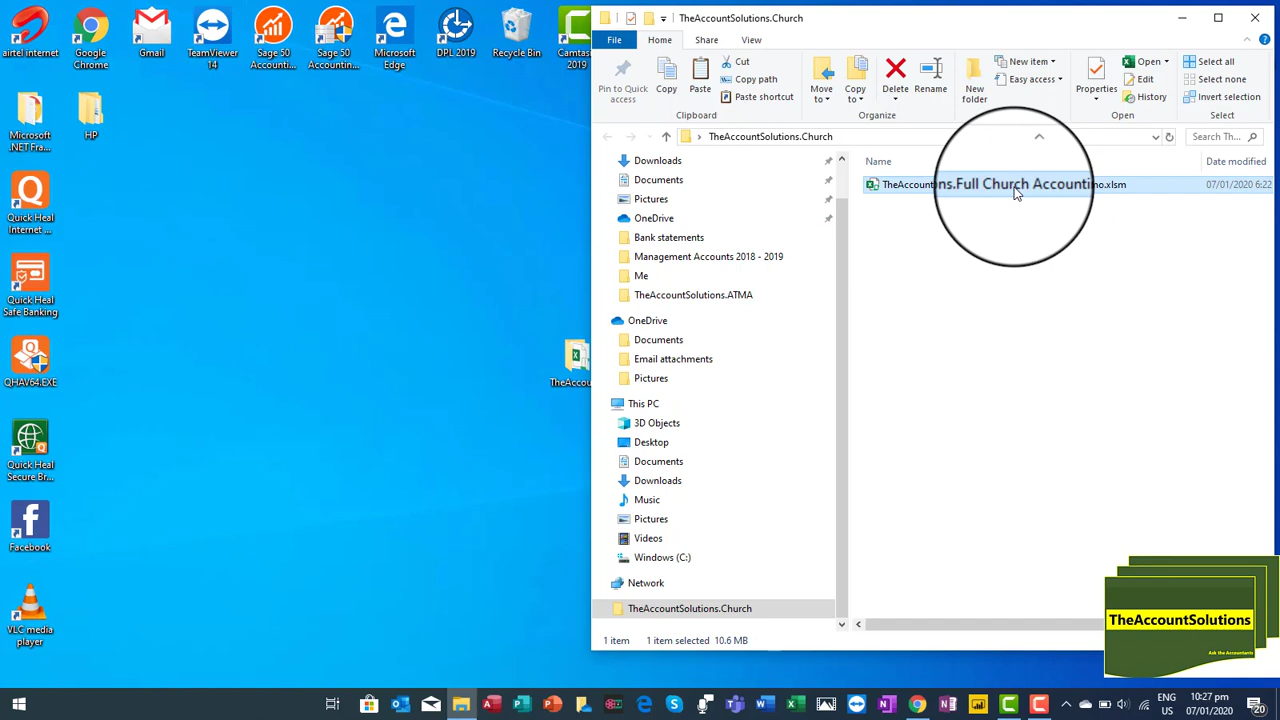 airtel internet
Google
Chrome
Gmail
TeamViewer
14
Sage 50
Accounti...
Sage 50
Accountin...
Microsoft
Edge
DPL 2019
Recycle Bin
Camtas
2019
Microsoft
.NET Fra...
HP
Quick Heal
Internet ...
Quick Heal
Safe Banking
QHAV64.EXE
Quick Heal
Secure Br...
Facebook
VLC media
player
TheAccou
TheAccountSolutions.Church
File
Home
Share
View
Pin to Quick
access
Copy
Paste
Cut
Copy path
Paste shortcut
Clipboard
Move
to
Copy
to
Delete
Rename
Organize
New
folder
New item
Easy access
Properties
Open
Edit
History
Open
Select all
Select none
Invert selection
Select
TheAccountSolutions.Church
Search Th...
Downloads
Documents
Pictures
OneDrive
Bank statements
Management Accounts 2018 - 2019
Me
TheAccountSolutions.ATMA
OneDrive
Documents
Email attachments
Pictures
This PC
3D Objects
Desktop
Documents
Downloads
Music
Pictures
Videos
Windows (C:)
Network
TheAccountSolutions.Church
Name
Date modified
TheAccountions.Full Church Accountino.xlsm
07/01/2020 6:22
1 item
1 item selected
10.6 MB
TheAccountSolutions
Ask the Accountants
ENG
US
10:27 pm
07/01/2020
20